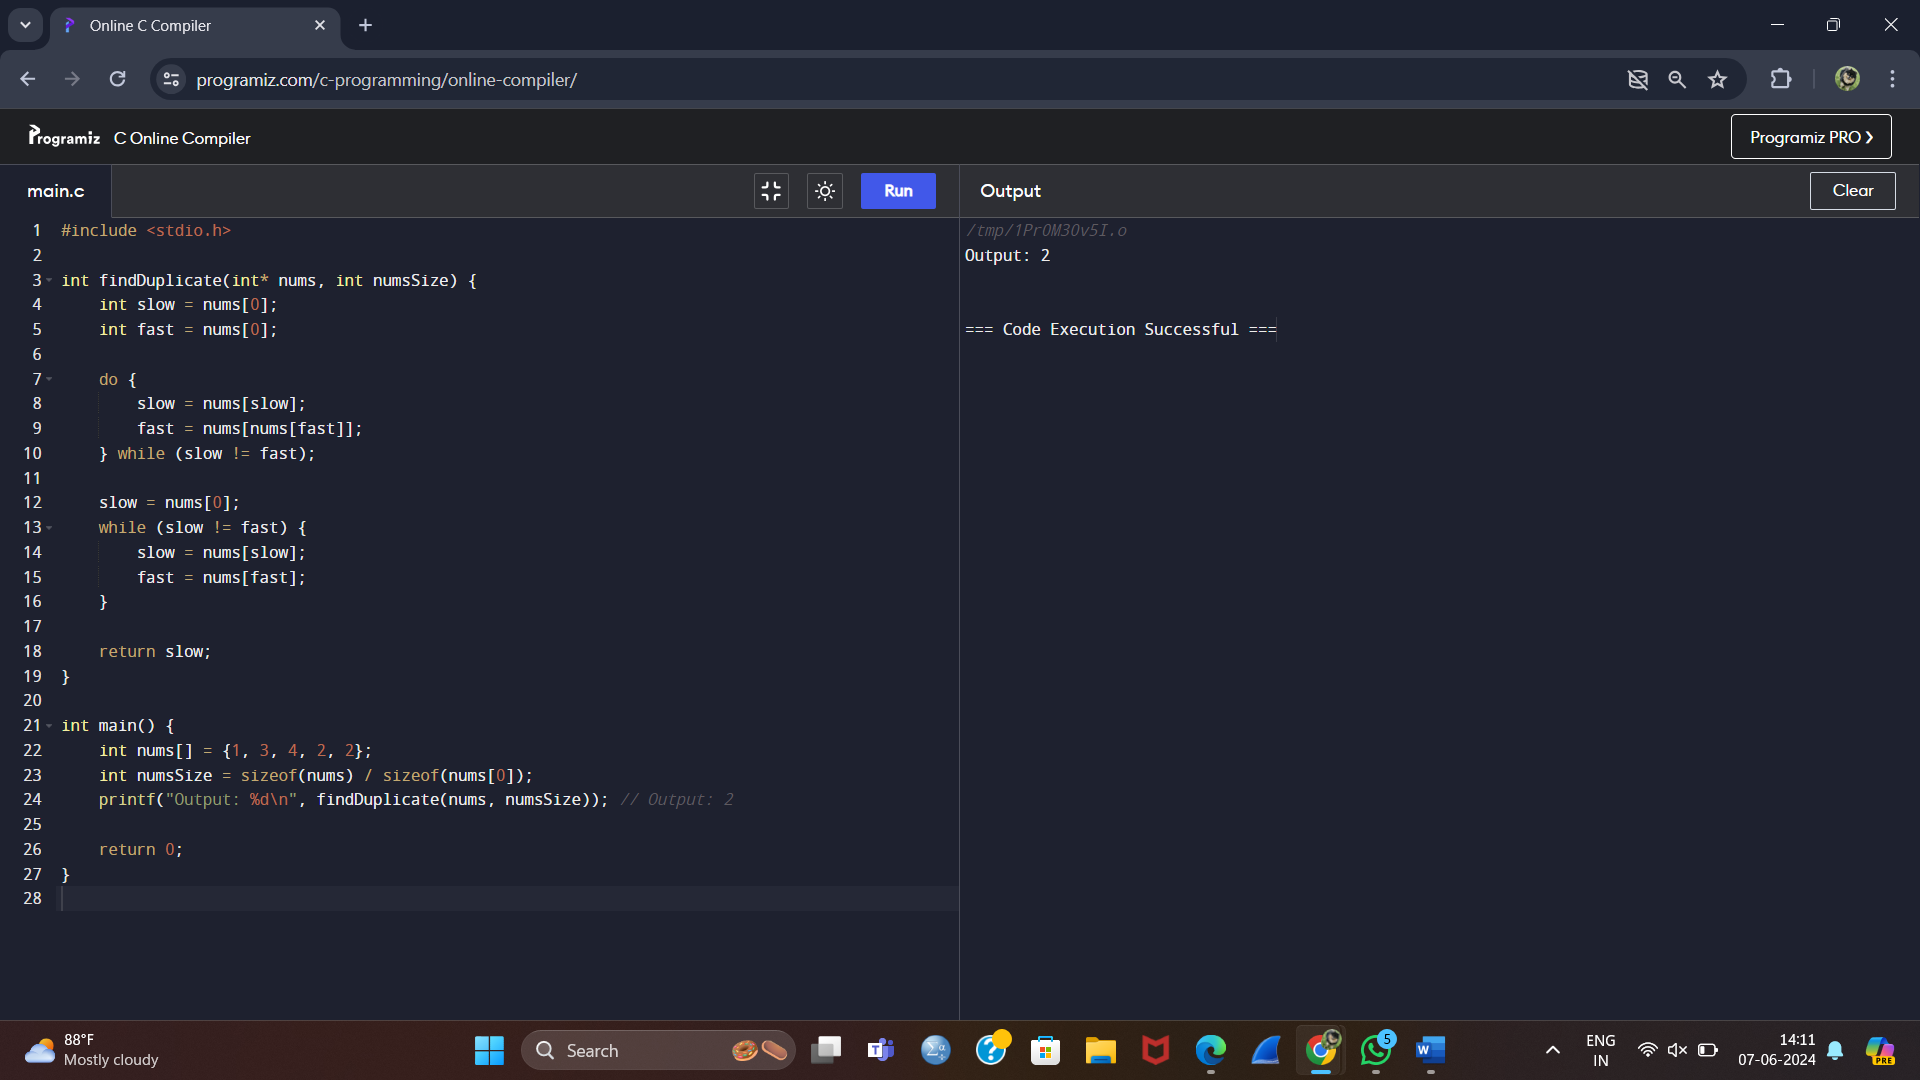 Online C Compiler
programiz.com/c-programming/online-compiler/
Programiz C Online Compiler
Programiz PRO ❯
main.c
Run
Output
Clear
1 #include <stdio.h>
2
3 int findDuplicate(int* nums, int numsSize) {
4 int slow = nums[0];
5 int fast = nums[0];
6
7 do {
8 slow = nums[slow];
9 fast = nums[nums[fast]];
10 } while (slow != fast);
11
12 slow = nums[0];
13 while (slow != fast) {
14 slow = nums[slow];
15 fast = nums[fast];
16 }
17
18 return slow;
19 }
20
21 int main() {
22 int nums[] = {1, 3, 4, 2, 2};
23 int numsSize = sizeof(nums) / sizeof(nums[0]);
24 printf("Output: %d\n", findDuplicate(nums, numsSize)); // Output: 2
25
26 return 0;
27 }
28
/tmp/1PrOM3Ov5I.o
Output: 2
=== Code Execution Successful ===
88°F
Mostly cloudy
Search
5
ENG
IN
14:11
07-06-2024
PRE